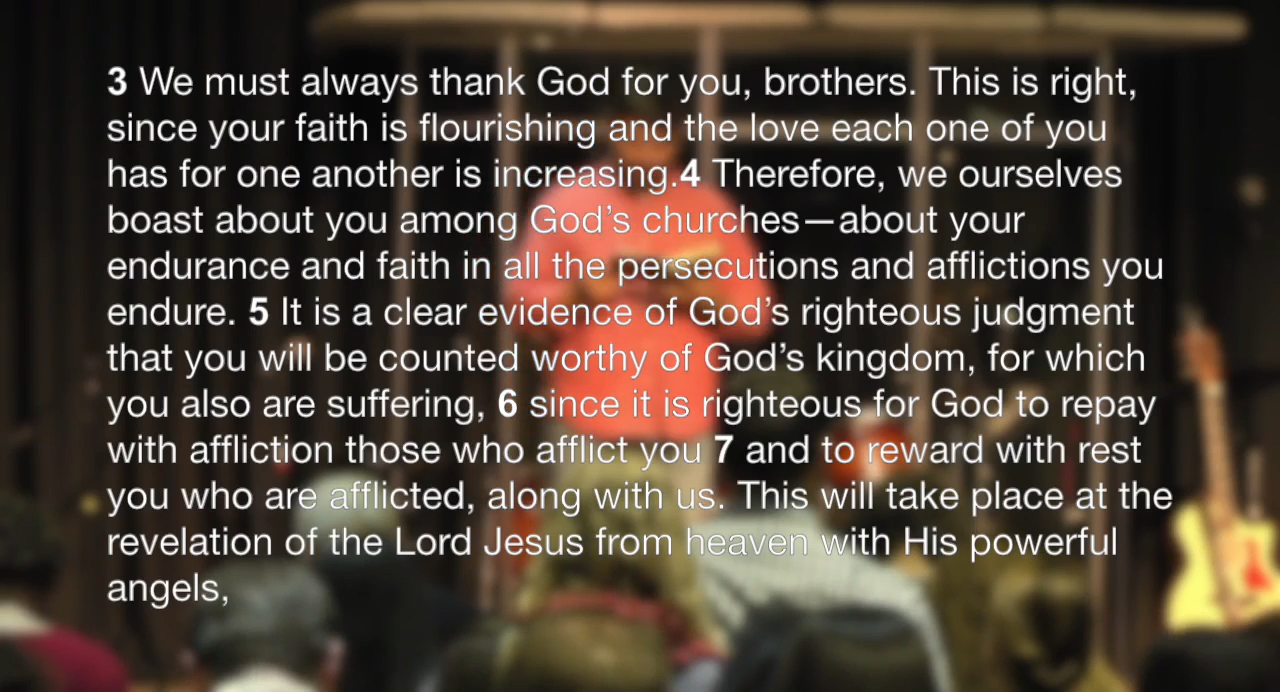 3 We must always thank God for you, brothers. This is right,
since your faith is flourishing and the love each one of you
has for one another is increasing.4 Therefore, we ourselves
boast about you among God’s churches—about your
endurance and faith in all the persecutions and afflictions you
endure. 5 It is a clear evidence of God’s righteous judgment
that you will be counted worthy of God’s kingdom, for which
you also are suffering, 6 since it is righteous for God to repay
with affliction those who afflict you 7 and to reward with rest
you who are afflicted, along with us. This will take place at the
revelation of the Lord Jesus from heaven with His powerful
angels,